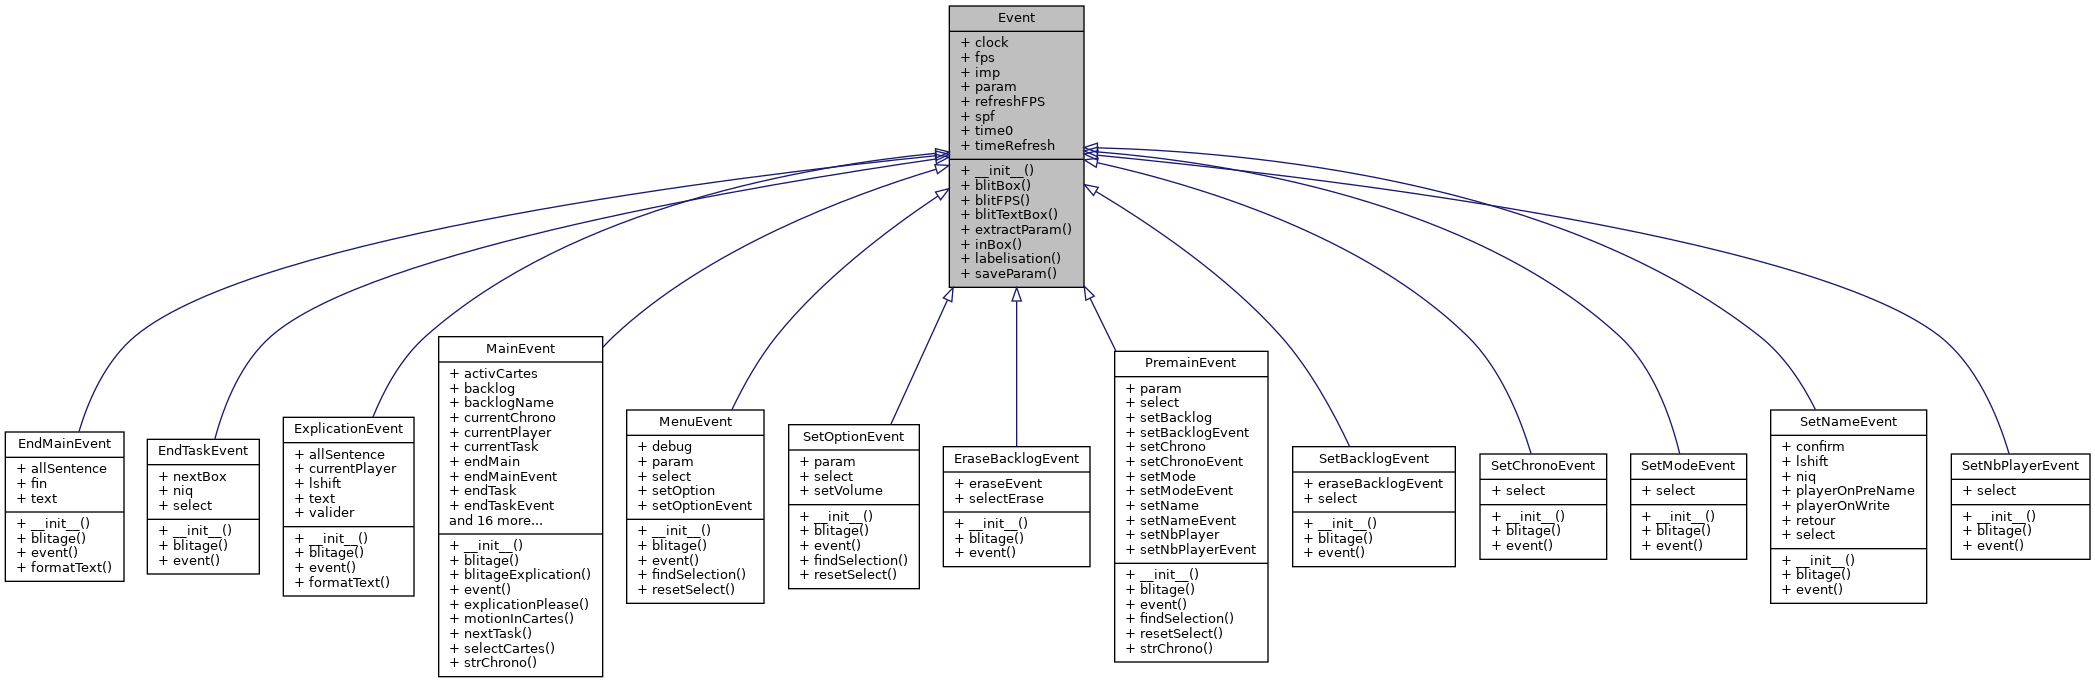 Event
+ clock
+ fps
+ imp
+ param
+ refreshFPS
+ spf
+ time0
+ timeRefresh
+ __init__()
+ blitBox()
+ blitFPS()
+ blitTextBox()
+ extractParam()
+ inBox()
+ labelisation()
+ saveParam()
EndMainEvent
+ allSentence
+ fin
+ text
+ __init__()
+ blitage()
+ event()
+ formatText()
EndTaskEvent
+ nextBox
+ niq
+ select
+ __init__()
+ blitage()
+ event()
ExplicationEvent
+ allSentence
+ currentPlayer
+ lshift
+ text
+ valider
+ __init__()
+ blitage()
+ event()
+ formatText()
MainEvent
+ activCartes
+ backlog
+ backlogName
+ currentChrono
+ currentPlayer
+ currentTask
+ endMain
+ endMainEvent
+ endTask
+ endTaskEvent
and 16 more...
+ __init__()
+ blitage()
+ blitageExplication()
+ event()
+ explicationPlease()
+ motionInCartes()
+ nextTask()
+ selectCartes()
+ strChrono()
MenuEvent
+ debug
+ param
+ select
+ setOption
+ setOptionEvent
+ __init__()
+ blitage()
+ event()
+ findSelection()
+ resetSelect()
SetOptionEvent
+ param
+ select
+ setVolume
+ __init__()
+ blitage()
+ event()
+ findSelection()
+ resetSelect()
EraseBacklogEvent
+ eraseEvent
+ selectErase
+ __init__()
+ blitage()
+ event()
PremainEvent
+ param
+ select
+ setBacklog
+ setBacklogEvent
+ setChrono
+ setChronoEvent
+ setMode
+ setModeEvent
+ setName
+ setNameEvent
+ setNbPlayer
+ setNbPlayerEvent
+ __init__()
+ blitage()
+ event()
+ findSelection()
+ resetSelect()
+ strChrono()
SetBacklogEvent
+ eraseBacklogEvent
+ select
+ __init__()
+ blitage()
+ event()
SetChronoEvent
+ select
+ __init__()
+ blitage()
+ event()
SetModeEvent
+ select
+ __init__()
+ blitage()
+ event()
SetNameEvent
+ confirm
+ lshift
+ niq
+ playerOnPreName
+ playerOnWrite
+ retour
+ select
+ __init__()
+ blitage()
+ event()
SetNbPlayerEvent
+ select
+ __init__()
+ blitage()
+ event()